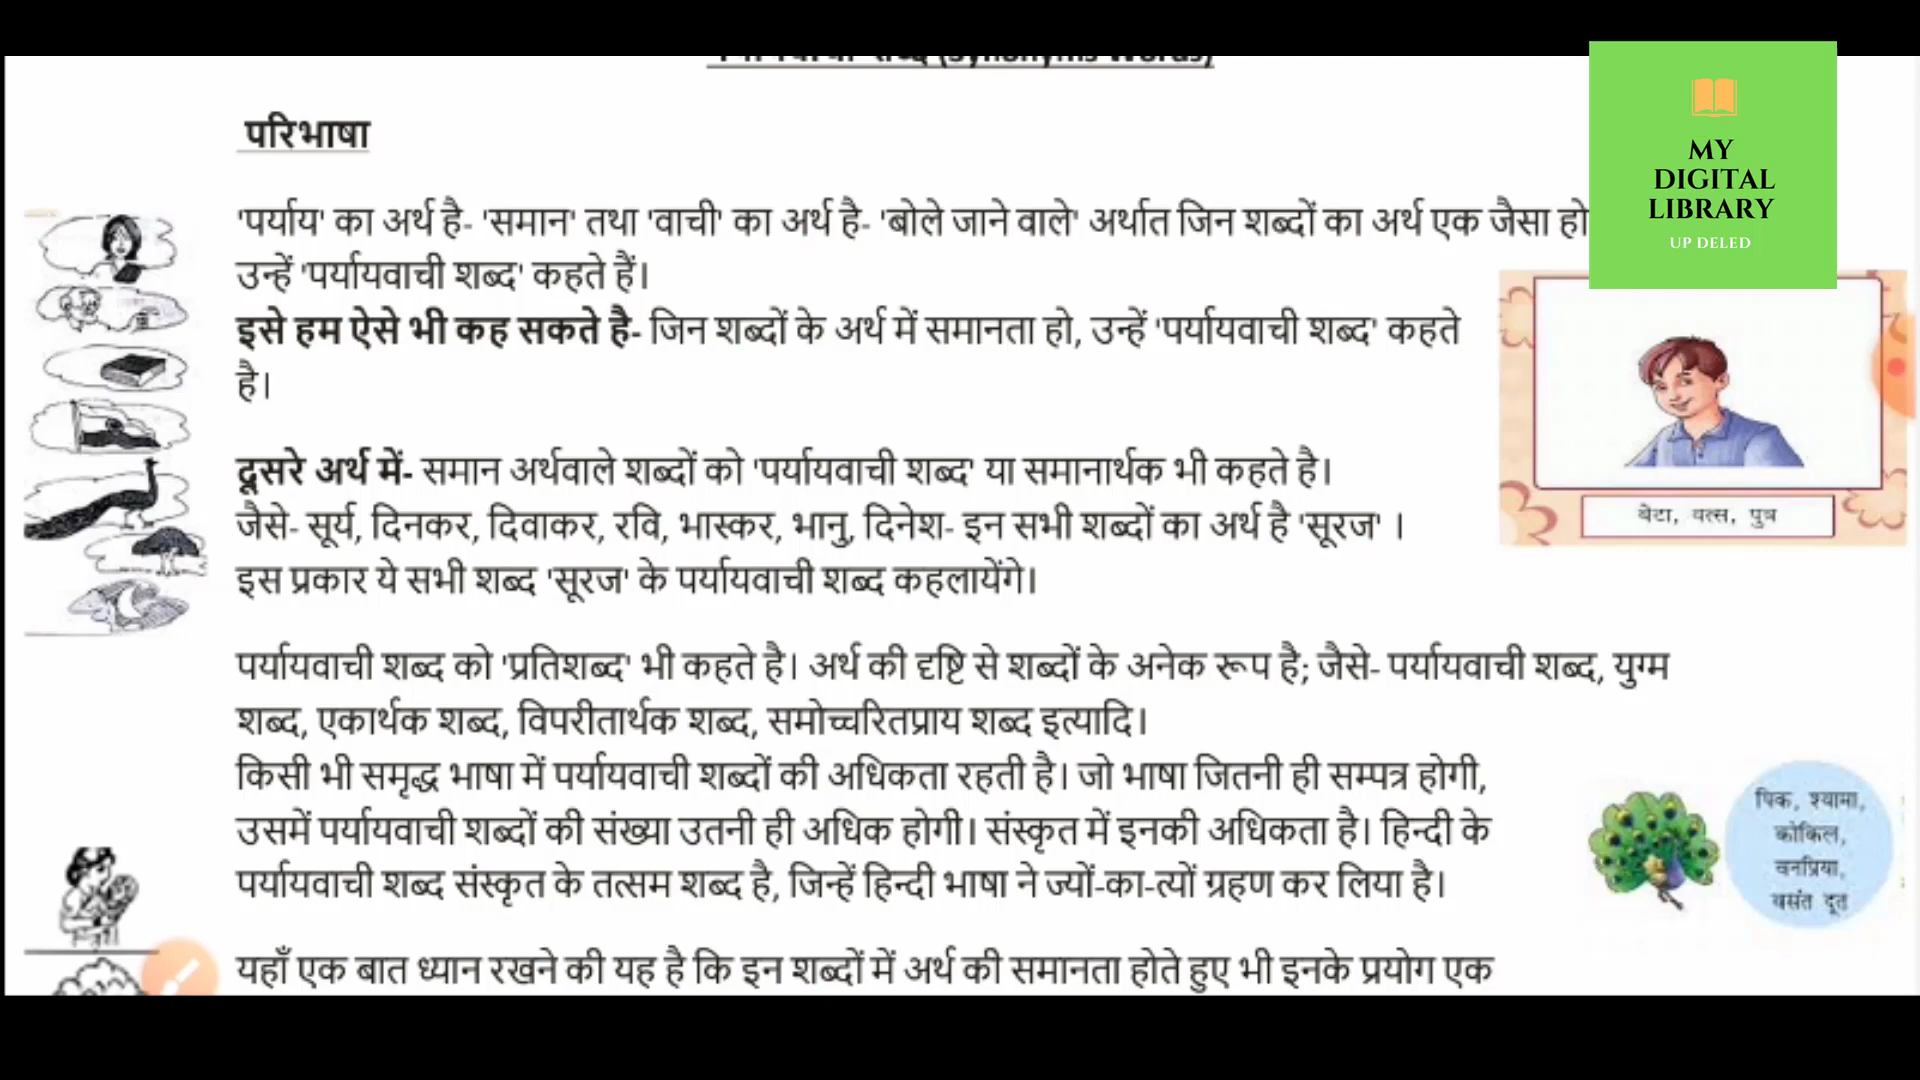 पर्यायवाची शब्द (Synonyms Words)
परिभाषा
'पर्याय' का अर्थ है- 'समान' तथा 'वाची' का अर्थ है- 'बोले जाने वाले' अर्थात जिन शब्दों का अर्थ एक जैसा हो
उन्हें 'पर्यायवाची शब्द' कहते हैं।
इसे हम ऐसे भी कह सकते है- जिन शब्दों के अर्थ में समानता हो, उन्हें 'पर्यायवाची शब्द' कहते
है।
दूसरे अर्थ में- समान अर्थवाले शब्दों को 'पर्यायवाची शब्द' या समानार्थक भी कहते है।
जैसे- सूर्य, दिनकर, दिवाकर, रवि, भास्कर, भानु, दिनेश- इन सभी शब्दों का अर्थ है 'सूरज' ।
इस प्रकार ये सभी शब्द 'सूरज' के पर्यायवाची शब्द कहलायेंगे।
पर्यायवाची शब्द को 'प्रतिशब्द' भी कहते है। अर्थ की दृष्टि से शब्दों के अनेक रूप है; जैसे- पर्यायवाची शब्द, युग्म
शब्द, एकार्थक शब्द, विपरीतार्थक शब्द, समोच्चरितप्राय शब्द इत्यादि।
किसी भी समृद्ध भाषा में पर्यायवाची शब्दों की अधिकता रहती है। जो भाषा जितनी ही सम्पत्र होगी,
उसमें पर्यायवाची शब्दों की संख्या उतनी ही अधिक होगी। संस्कृत में इनकी अधिकता है। हिन्दी के
पर्यायवाची शब्द संस्कृत के तत्सम शब्द है, जिन्हें हिन्दी भाषा ने ज्यों-का-त्यों ग्रहण कर लिया है।
यहाँ एक बात ध्यान रखने की यह है कि इन शब्दों में अर्थ की समानता होते हुए भी इनके प्रयोग एक
MY
DIGITAL
LIBRARY
UP DELED
बेटा, वत्स, पुत्र
पिक, श्यामा,
कोकिल,
वनप्रिया,
वसंत दूत